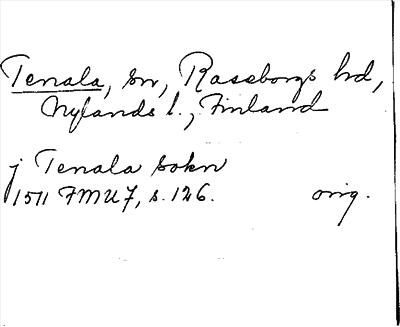 Tenala, sn, Raseborgs hd,
Nylands l., Finland
j Tenala sokn
1511 FMU 7, s. 126. orig.